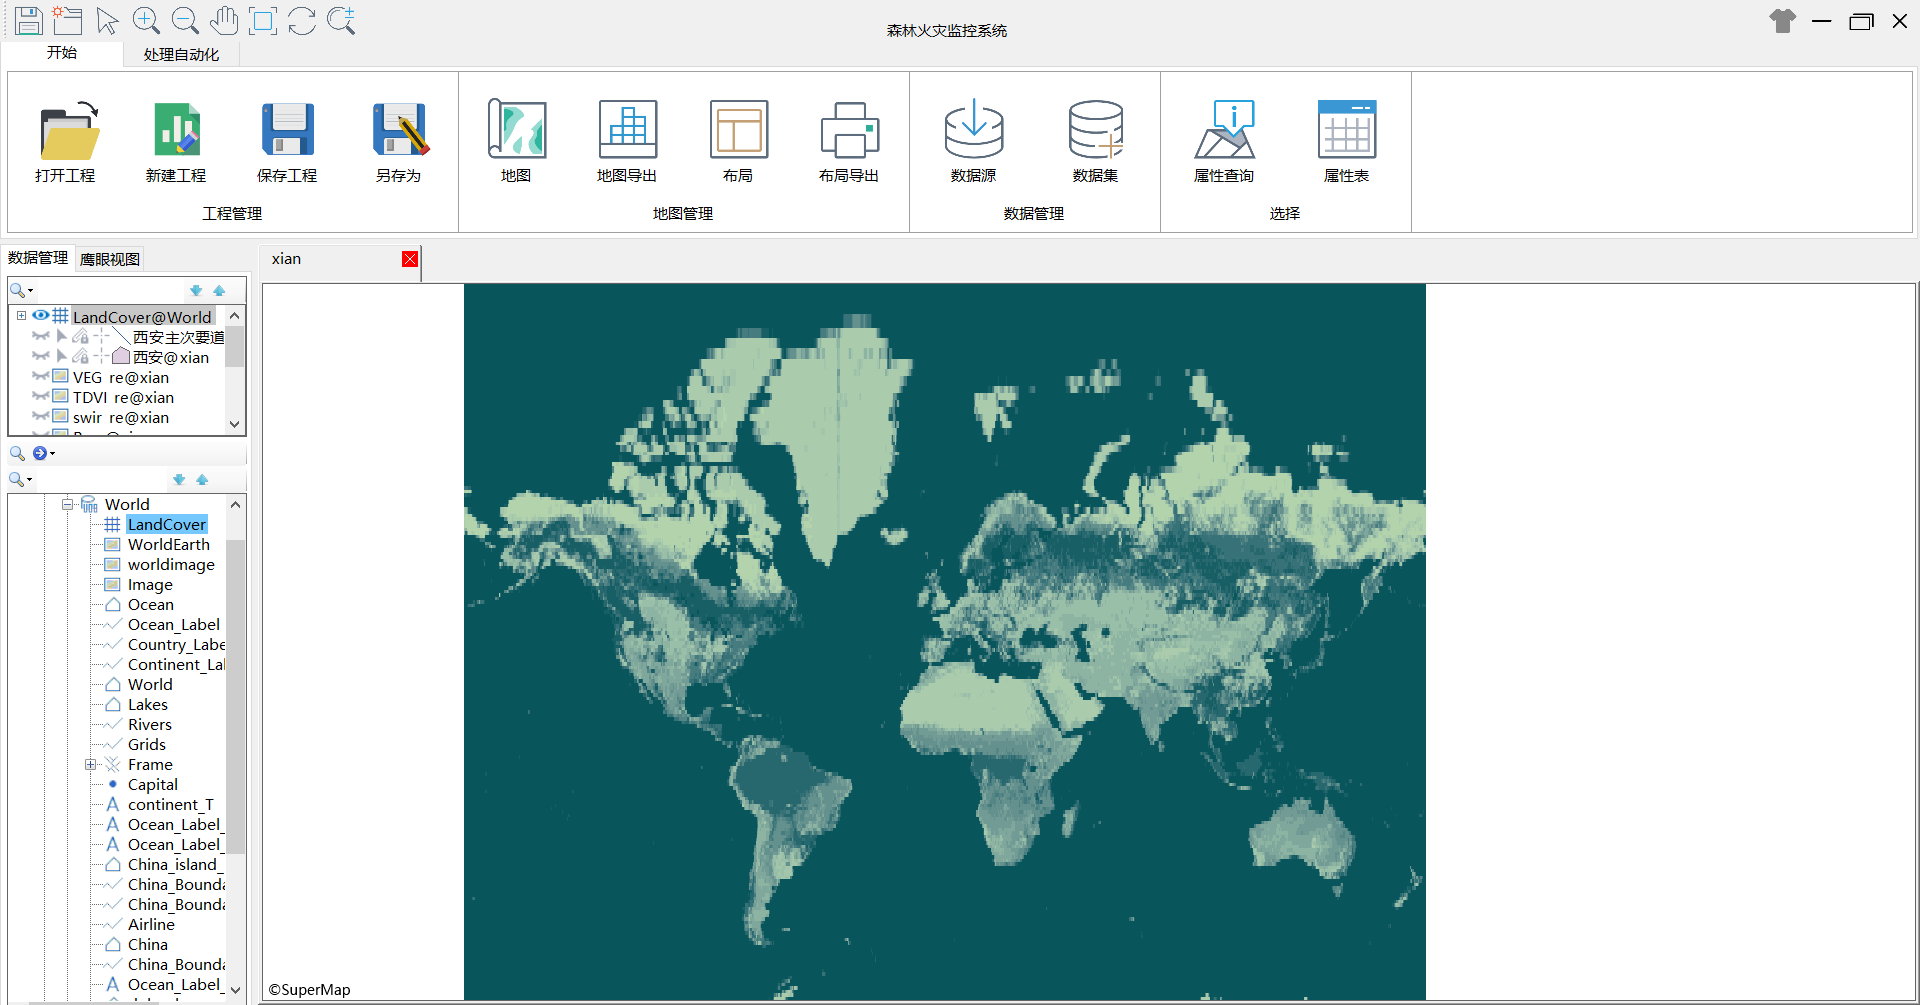 森林火灾监控系统
开始 处理自动化
打开工程 新建工程 保存工程 另存为 地图 地图导出 布局 布局导出 数据源 数据集 属性查询 属性表
工程管理 地图管理 数据管理 选择
数据管理 鹰眼视图
xian
LandCover@World
西安主次要道
西安@xian
VEG re@xian
TDVI re@xian
swir re@xian
World
LandCover
WorldEarth
worldimage
Image
Ocean
Ocean_Label
Country_Labe
Continent_Lal
World
Lakes
Rivers
Grids
Frame
Capital
continent_T
Ocean_Label_
Ocean_Label_
China_island_
China_Bounda
China_Bounda
Airline
China
China_Bounda
Ocean_Label_
©SuperMap